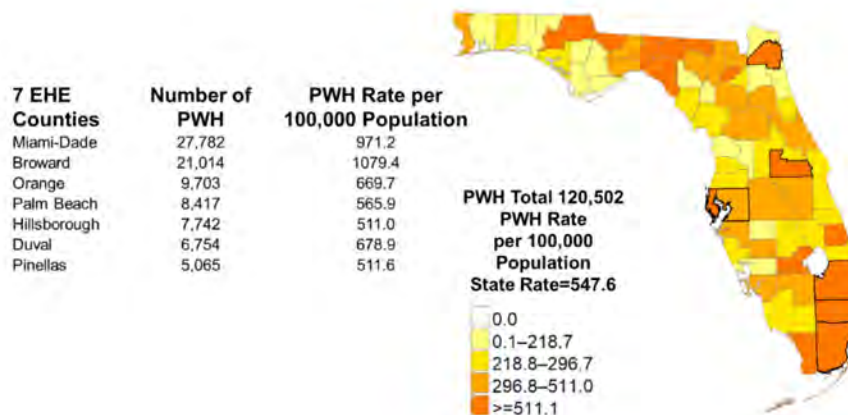 7 EHE Counties Number of PWH PWH Rate per 100,000 Population
Miami-Dade 27,782 971.2
Broward 21,014 1079.4
Orange 9,703 669.7
Palm Beach 8,417 565.9
Hillsborough 7,742 511.0
Duval 6,754 678.9
Pinellas 5,065 511.6
PWH Total 120,502
PWH Rate
per 100,000
Population
State Rate=547.6
0.0
0.1–218.7
218.8–296.7
296.8–511.0
>=511.1